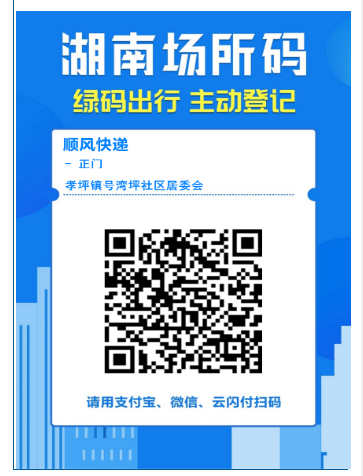 湖南场所码
绿码出行 主动登记
顺风快递
- 正门
孝坪镇号湾坪社区居委会
请用支付宝、微信、云闪付扫码